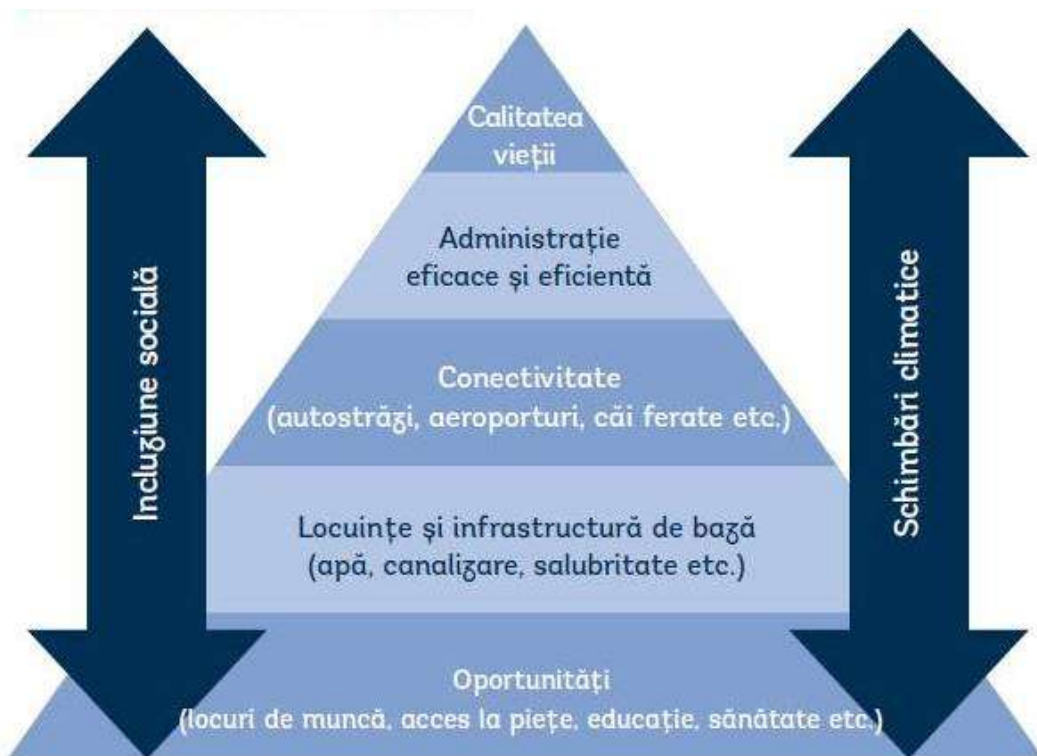 Calitatea
vieții
Administrație
eficace și eficientă
Conectivitate
(autostrăzi, aeroporturi, căi ferate etc.)
Locuințe și infrastructură de bază
(apă, canalizare, salubritate etc.)
Oportunități
(locuri de muncă, acces la piețe, educație, sănătate etc.)
Incluziune socială
Schimbări climatice